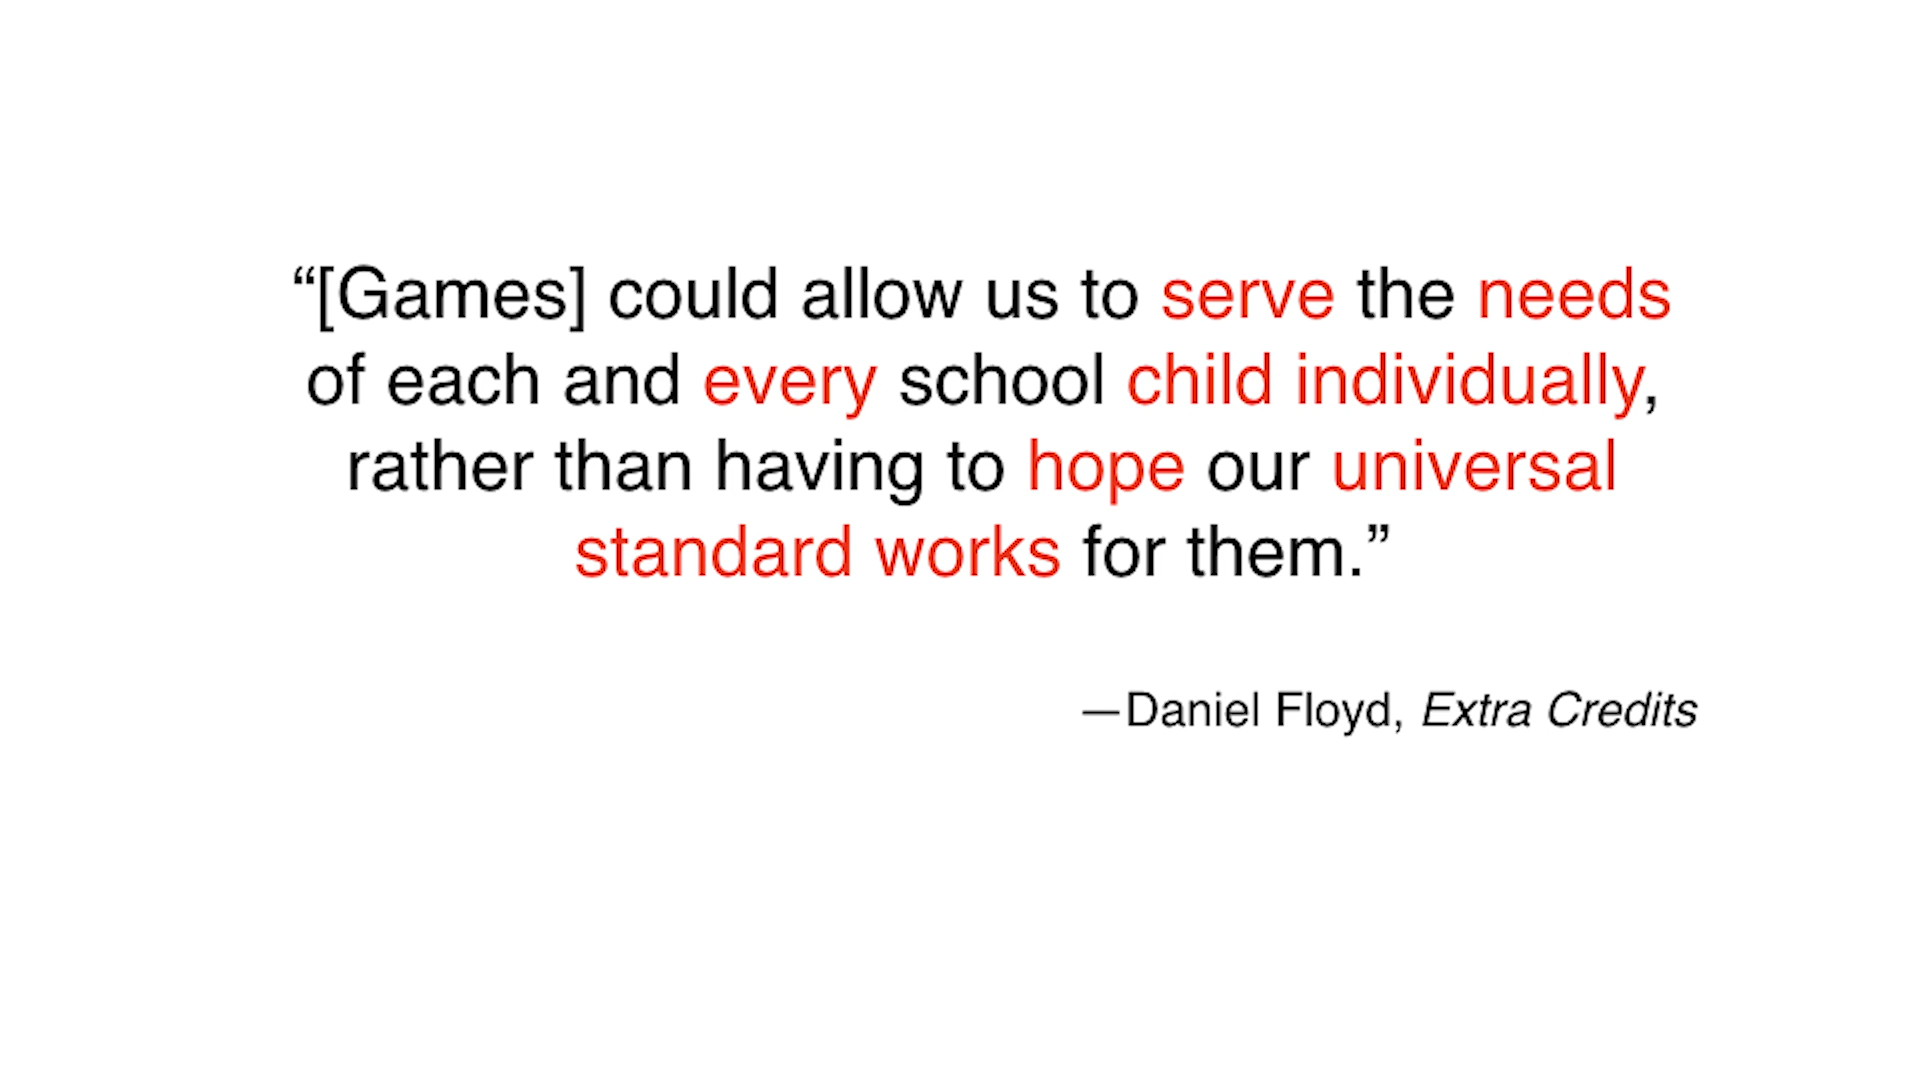 “[Games] could allow us to serve the needs
of each and every school child individually,
rather than having to hope our universal
standard works for them.”
—Daniel Floyd, Extra Credits